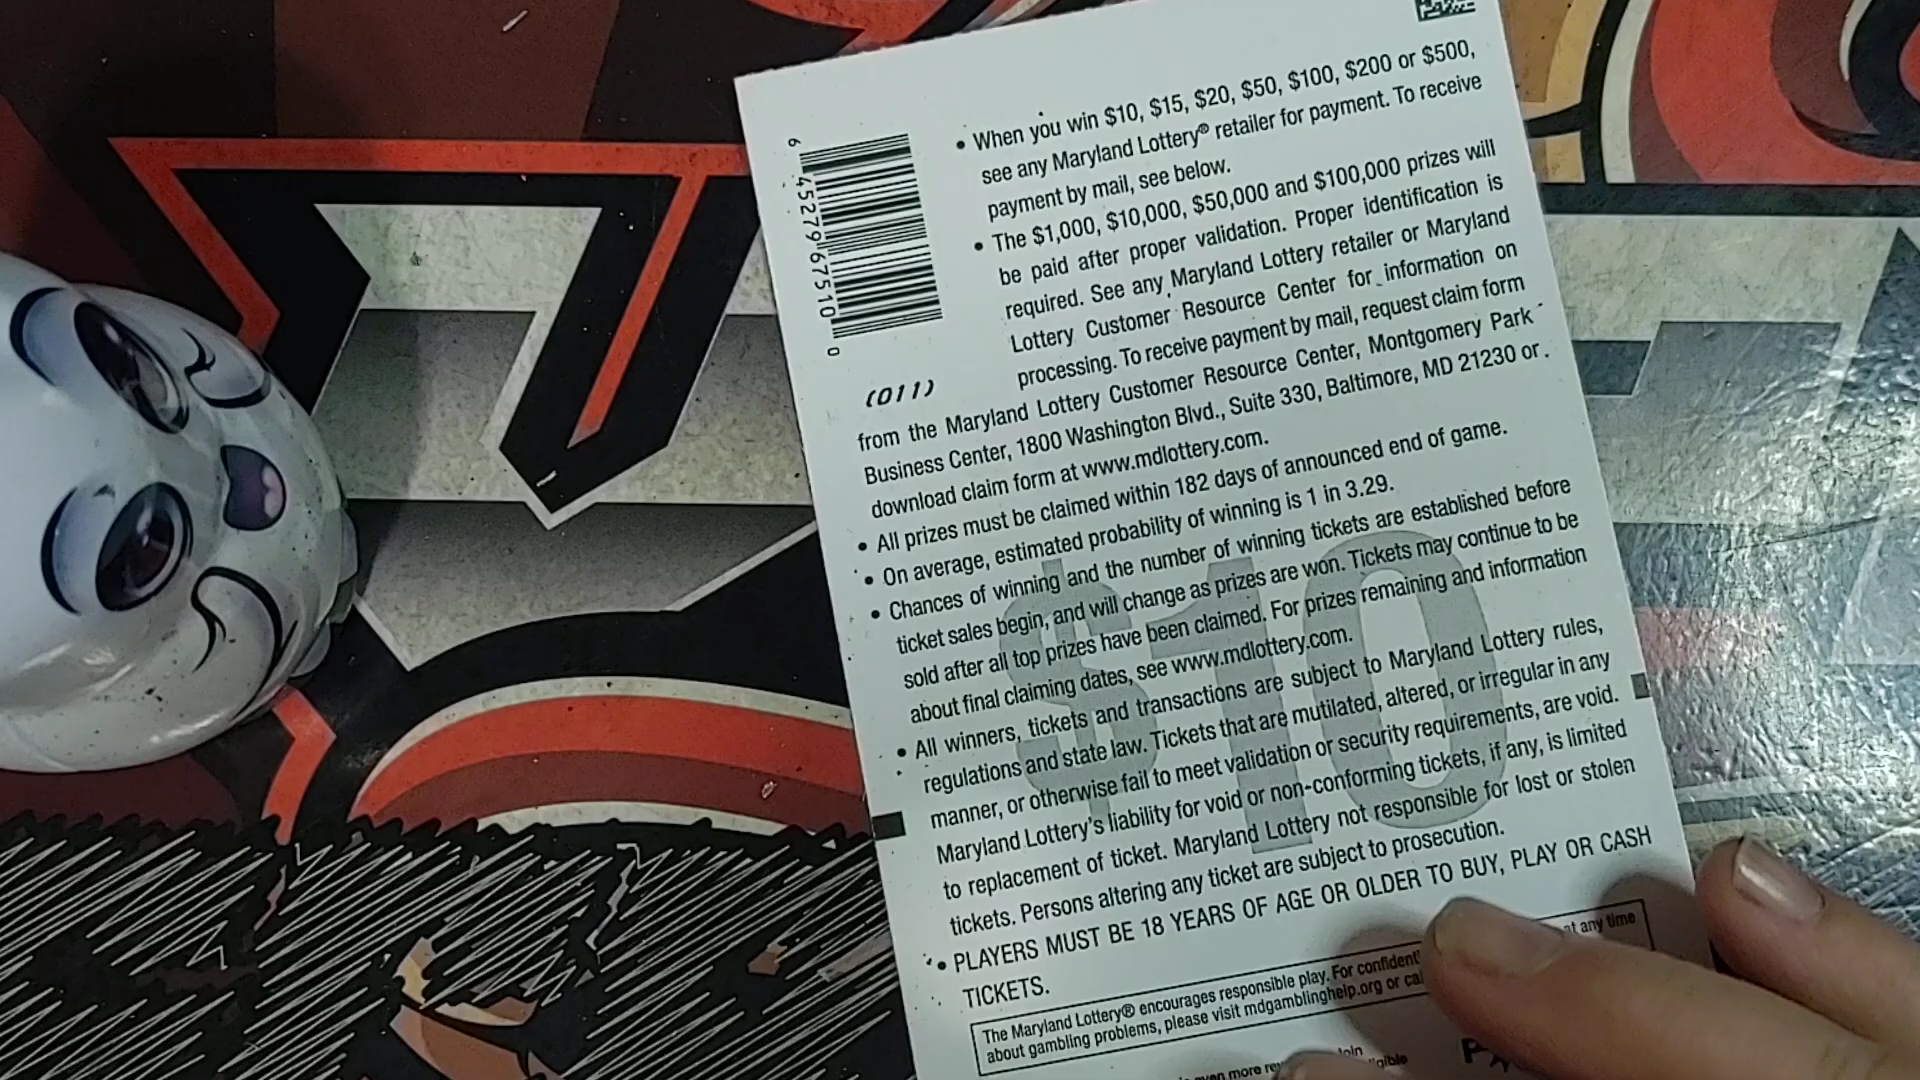 • When you win $10, $15, $20, $50, $100, $200 or $500,
see any Maryland Lottery® retailer for payment. To receive
payment by mail, see below.
• The $1,000, $10,000, $50,000 and $100,000 prizes will
be paid after proper validation. Proper identification is
required. See any Maryland Lottery retailer or Maryland
Lottery Customer Resource Center for information on
processing. To receive payment by mail, request claim form
from the Maryland Lottery Customer Resource Center, Montgomery Park
Business Center, 1800 Washington Blvd., Suite 330, Baltimore, MD 21230 or
download claim form at www.mdlottery.com.
• All prizes must be claimed within 182 days of announced end of game.
• On average, estimated probability of winning is 1 in 3.29.
• Chances of winning and the number of winning tickets are established before
ticket sales begin, and will change as prizes are won. Tickets may continue to be
sold after all top prizes have been claimed. For prizes remaining and information
about final claiming dates, see www.mdlottery.com.
• All winners, tickets and transactions are subject to Maryland Lottery rules,
regulations and state law. Tickets that are mutilated, altered, or irregular in any
manner, or otherwise fail to meet validation or security requirements, are void.
Maryland Lottery's liability for void or non-conforming tickets, if any, is limited
to replacement of ticket. Maryland Lottery not responsible for lost or stolen
tickets. Persons altering any ticket are subject to prosecution.
• PLAYERS MUST BE 18 YEARS OF AGE OR OLDER TO BUY, PLAY OR CASH
TICKETS.
The Maryland Lottery® encourages responsible play. For at any time
about gambling problems, please visit mdgamblinghelp.org or
even more
6 45279 67510 0
(011)
$10